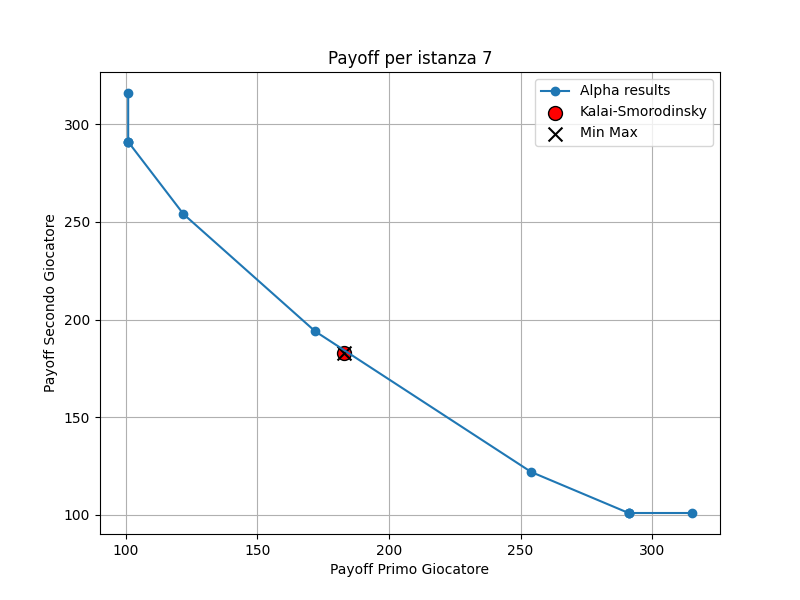 Payoff per istanza 7
Alpha results
Kalai-Smorodinsky
Min Max
Payoff Secondo Giocatore
300
250
200
150
100
100 150 200 250 300
Payoff Primo Giocatore